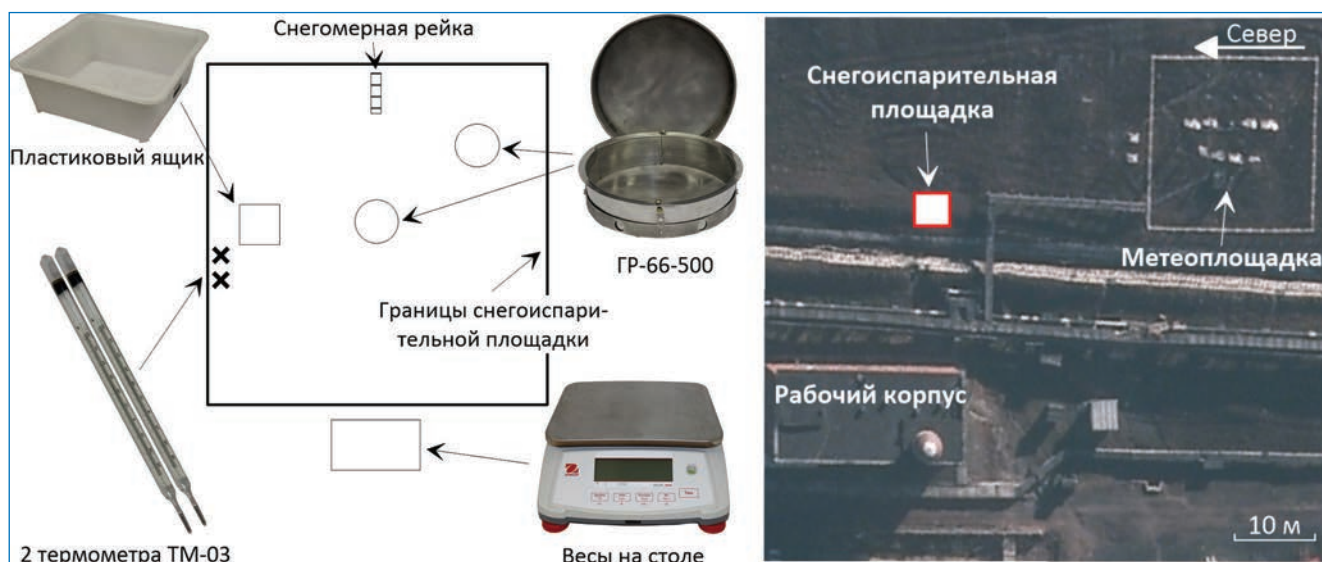 Снегомерная рейка
Пластиковый ящик
ГР-66-500
Границы снегоиспари-
тельной площадки
2 термометра ТМ-03
Весы на столе
Север
Снегоиспарительная
площадка
Метеоплощадка
Рабочий корпус
10 м